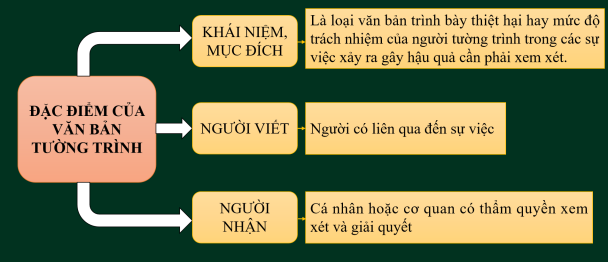 ĐẶC ĐIỂM CỦA
VĂN BẢN
TƯỜNG TRÌNH
KHÁI NIỆM,
MỤC ĐÍCH
Là loại văn bản trình bày thiệt hại hay mức độ
trách nhiệm của người tường trình trong các sự
việc xảy ra gây hậu quả cần phải xem xét.
NGƯỜI VIẾT
Người có liên qua đến sự việc
NGƯỜI
NHẬN
Cá nhân hoặc cơ quan có thẩm quyền xem
xét và giải quyết